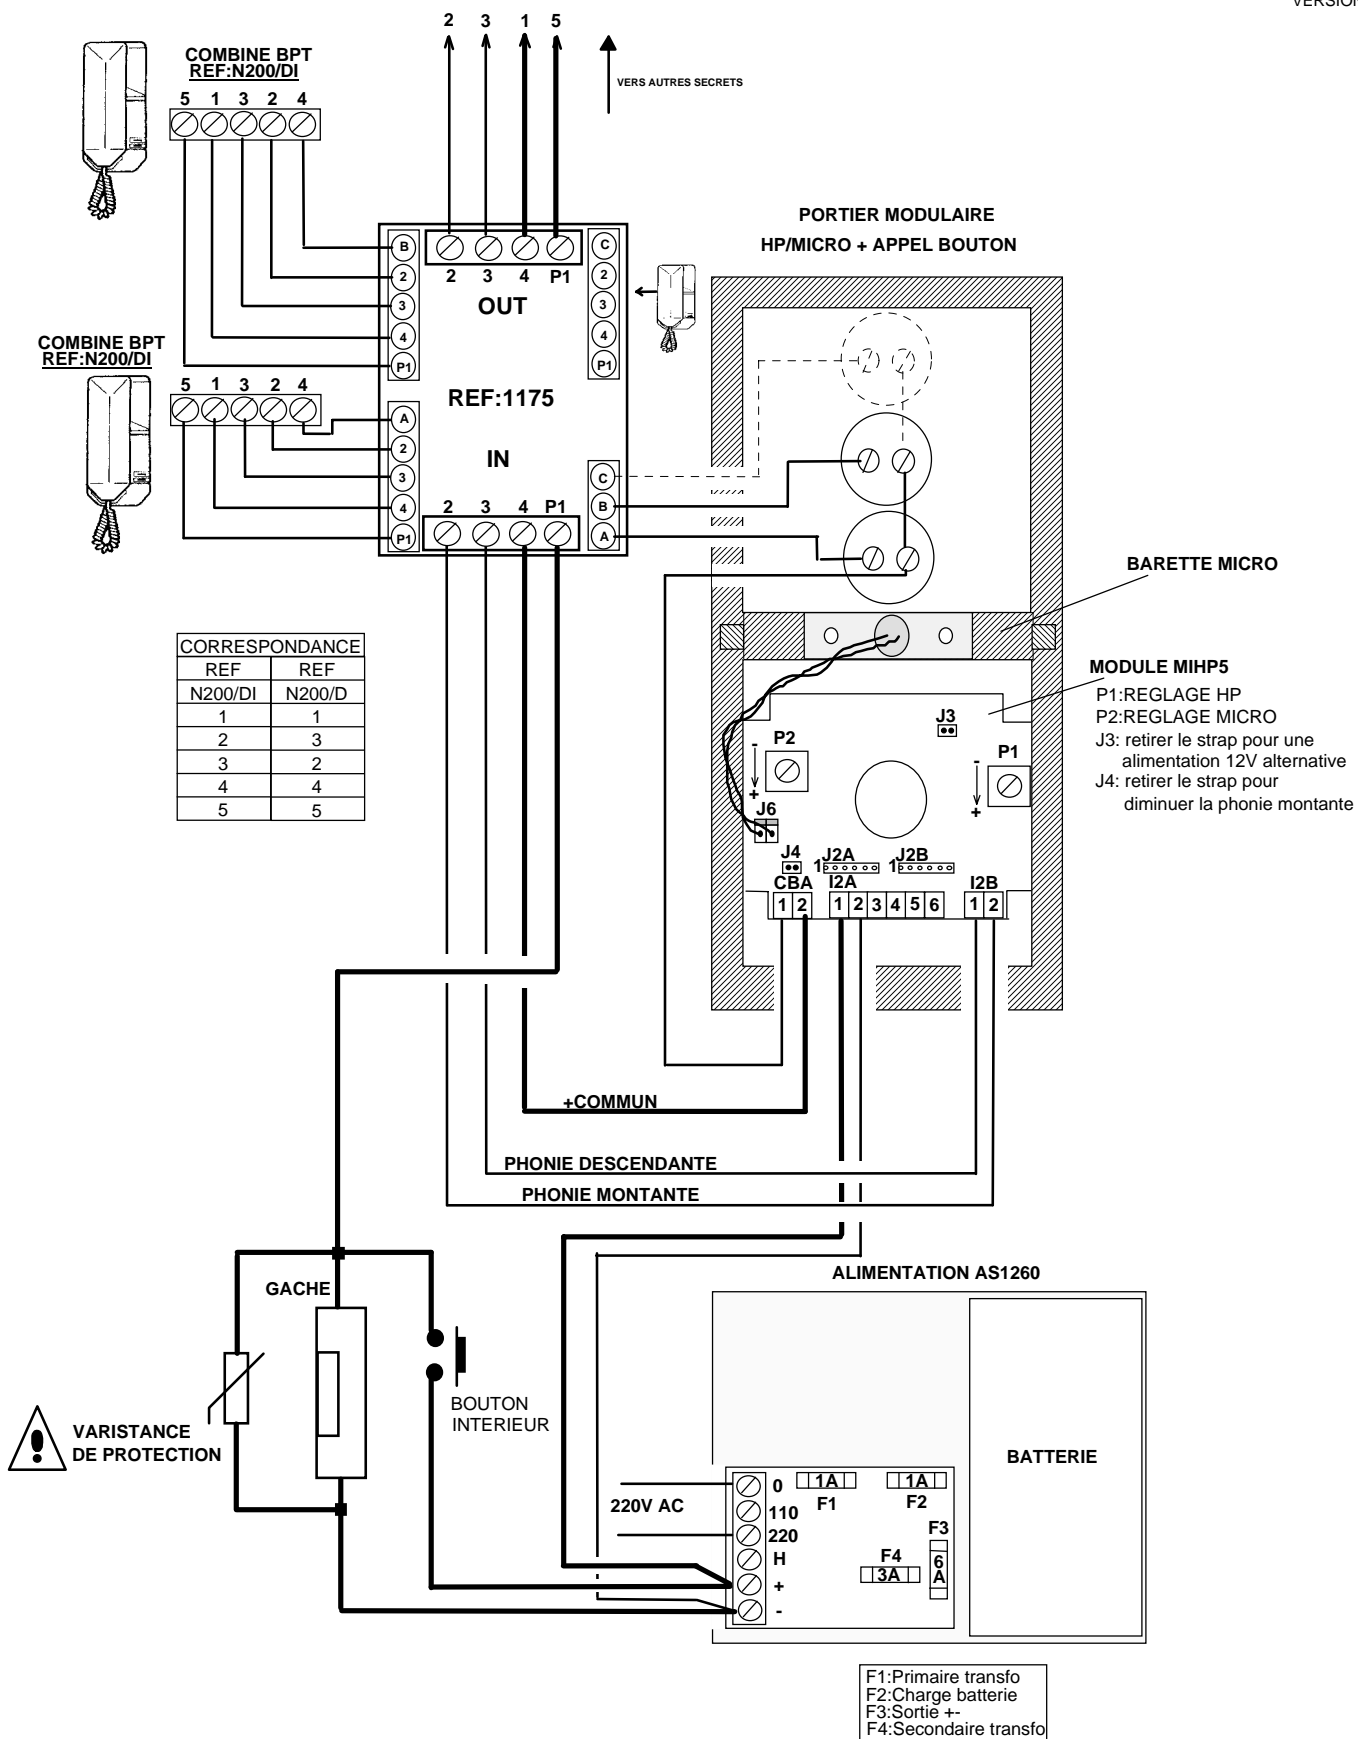 VERSION
2 3 1 5
COMBINE BPT
REF:N200/DI
VERS AUTRES SECRETS
5 1 3 2 4
PORTIER MODULAIRE
HP/MICRO + APPEL BOUTON
B
2
3
4
P1
2 3 4 P1
OUT
C
2
3
4
P1
COMBINE BPT
REF:N200/DI
5 1 3 2 4
REF:1175
A
2
3
4
P1
IN
2 3 4 P1
C
B
A
BARETTE MICRO
CORRESPONDANCE
REF REF
N200/DI N200/D
1 1
2 3
3 2
4 4
5 5
MODULE MIHP5
P1:REGLAGE HP
P2:REGLAGE MICRO
J3: retirer le strap pour une
alimentation 12V alternative
J4: retirer le strap pour
diminuer la phonie montante
J3
P2
- +
P1
- +
J6
J4
1 J2A
1 J2B
CBA I2A I2B
1 2 1 2 3 4 5 6 1 2
+COMMUN
PHONIE DESCENDANTE
PHONIE MONTANTE
ALIMENTATION AS1260
GACHE
BOUTON
INTERIEUR
VARISTANCE
DE PROTECTION
BATTERIE
220V AC
0
110
220
H
+
-
1A
F1
1A
F2
F3
6
A
F4
3A
F1:Primaire transfo
F2:Charge batterie
F3:Sortie +-
F4:Secondaire transfo